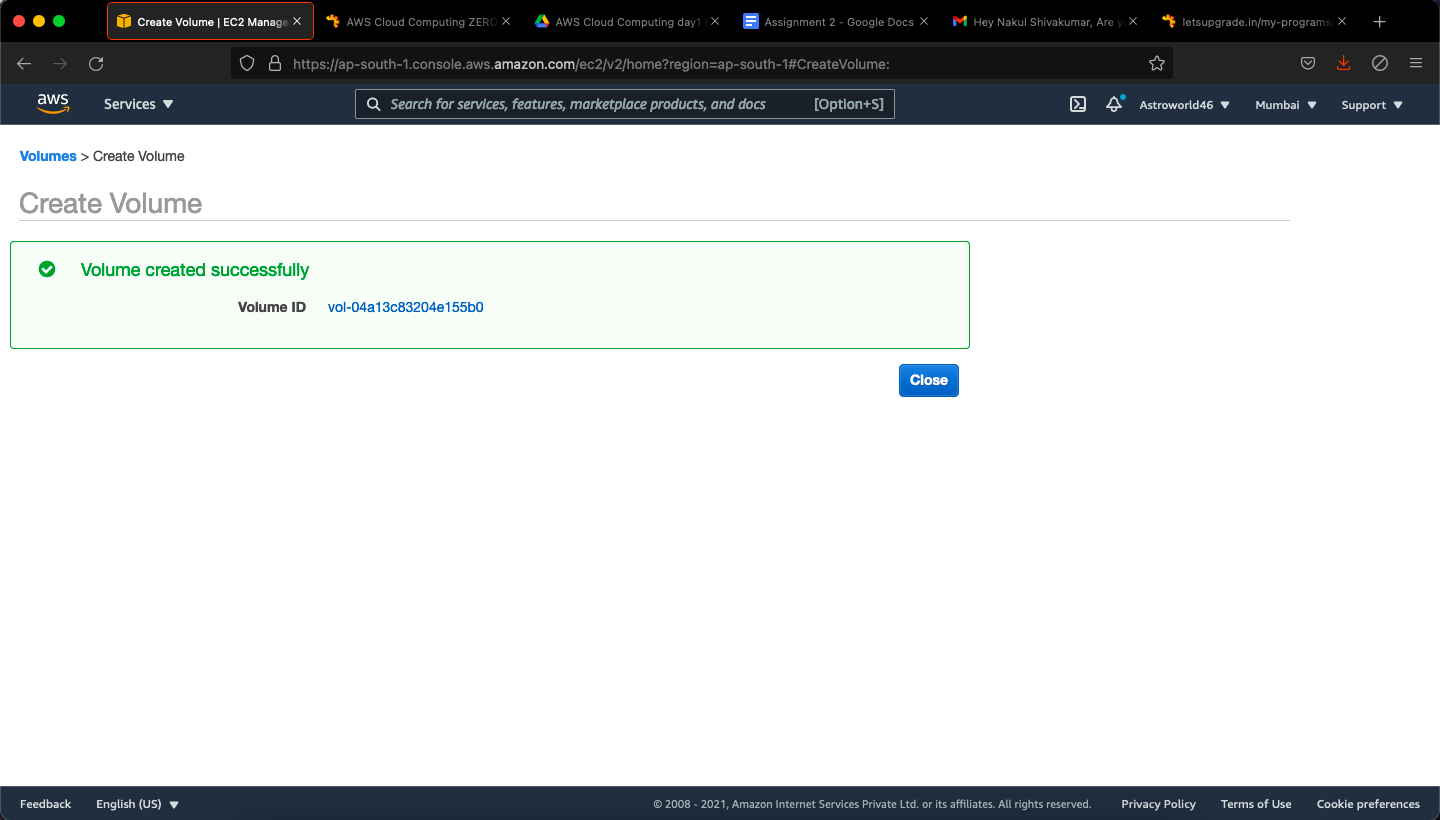 Create Volume | EC2 Manage
AWS Cloud Computing ZERO
AWS Cloud Computing day1
Assignment 2 - Google Docs
Hey Nakul Shivakumar, Are y
letsupgrade.in/my-programs
https://ap-south-1.console.aws.amazon.com/ec2/v2/home?region=ap-south-1#CreateVolume:
aws
Services
Search for services, features, marketplace products, and docs
[Option+S]
Astroworld46
Mumbai
Support
Volumes > Create Volume
Create Volume
Volume created successfully
Volume ID vol-04a13c83204e155b0
Close
Feedback
English (US)
© 2008 - 2021, Amazon Internet Services Private Ltd. or its affiliates. All rights reserved.
Privacy Policy
Terms of Use
Cookie preferences